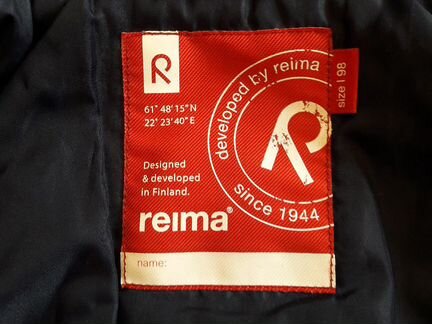 61° 48' 15" N
22° 23' 40" E
Designed
& developed
in Finland.
reima®
name:
developed by reima
since 1944
size | 98